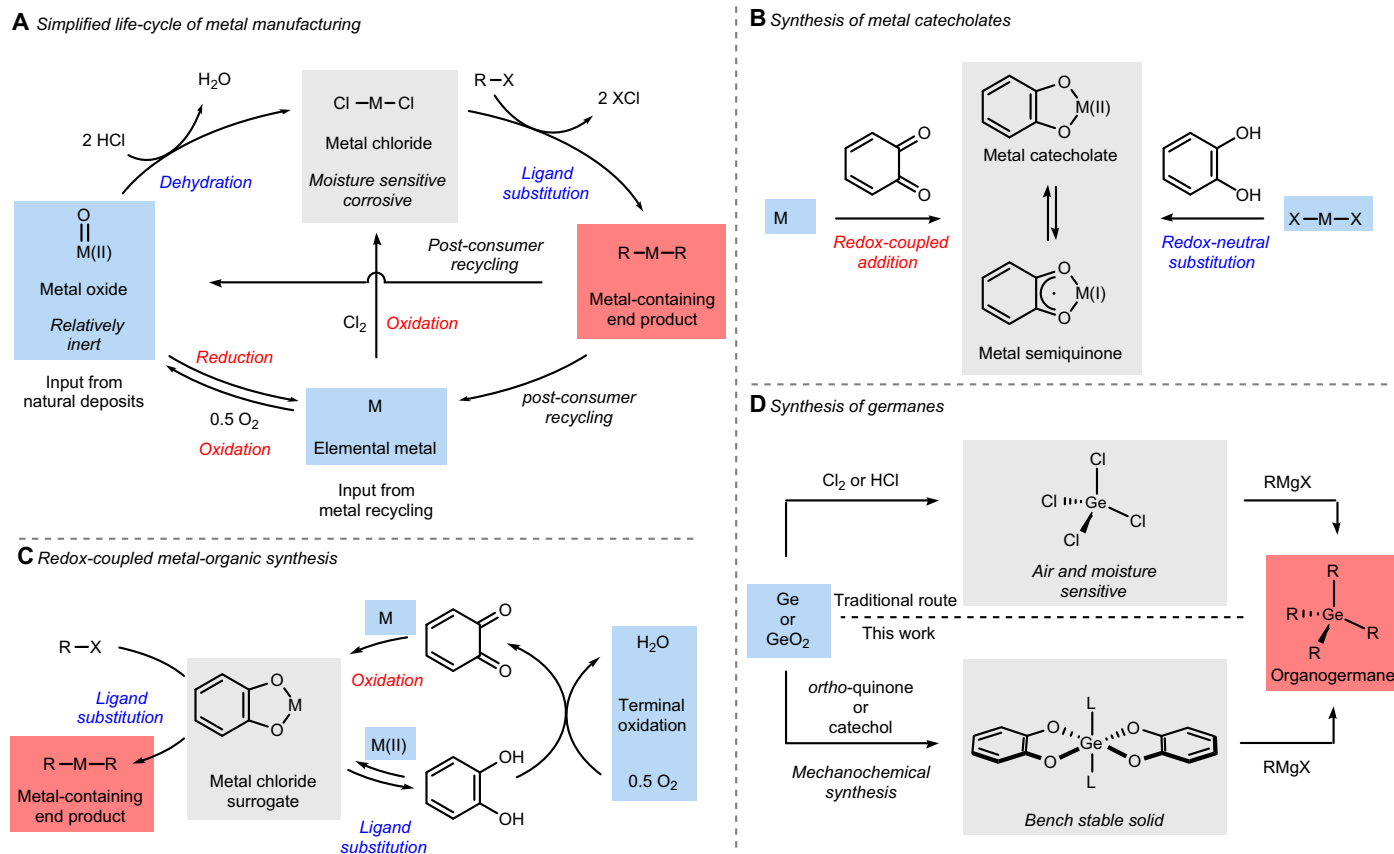 A Simplified life-cycle of metal manufacturing
H2O
2 HCl
Dehydration
Cl M Cl
Metal chloride
Moisture sensitive
corrosive
R X
2 XCl
Ligand
substitution
O
M(II)
Metal oxide
Relatively
inert
Input from
natural deposits
Post-consumer
recycling
Cl2
Oxidation
R M R
Metal-containing
end product
Reduction
0.5 O2
Oxidation
M
Elemental metal
Input from
metal recycling
post-consumer
recycling
B Synthesis of metal catecholates
M
O
O
Redox-coupled
addition
O
M(II)
O
Metal catecholate
O
M(I)
O
Metal semiquinone
OH
OH
Redox-neutral
substitution
X M X
C Redox-coupled metal-organic synthesis
R X
Ligand
substitution
R M R
Metal-containing
end product
O
M
O
Metal chloride
surrogate
M
Oxidation
O
O
M(II)
Ligand
substitution
OH
OH
H2O
Terminal
oxidation
0.5 O2
D Synthesis of germanes
Ge
or
GeO2
Cl2 or HCl
Cl
Cl
Ge
Cl
Cl
Air and moisture
sensitive
RMgX
Traditional route
This work
ortho-quinone
or
catechol
Mechanochemical
synthesis
L
O
O
Ge
O
O
L
Bench stable solid
RMgX
R
R
Ge
R
R
Organogermane